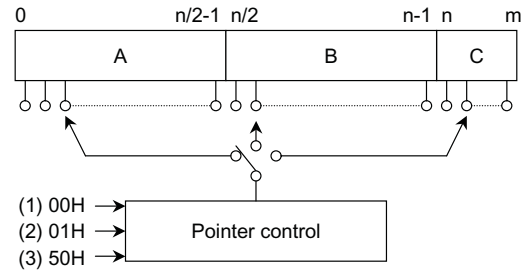 0 n/2-1 n/2 n-1 n m
A B C
(1) 00H
(2) 01H
(3) 50H
Pointer control